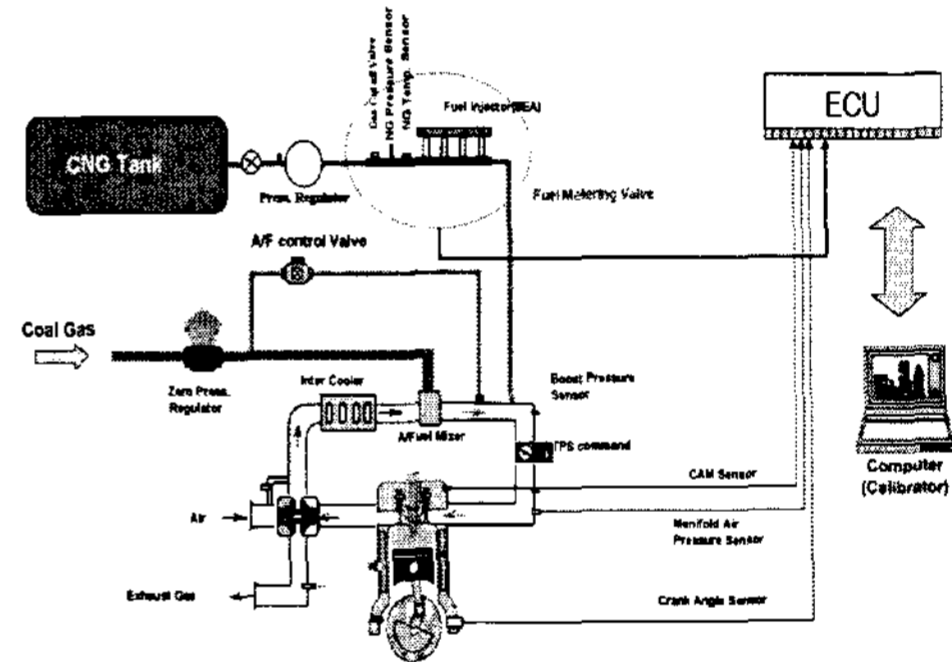 Gas Cutoff Valve
NG Pressure Sensor
NG Temp. Sensor
Fuel Injector(8EA)
ECU
CNG Tank
Press. Regulator
Fuel Metering Valve
A/F control Valve
Coal Gas
Zero Press.
Regulator
Inter Cooler
A/Fuel Mixer
Boost Pressure
Sensor
TPS command
Computer
(Calibrator)
CAM Sensor
Air
Manifold Air
Pressure Sensor
Exhaust Gas
Crank Angle Sensor